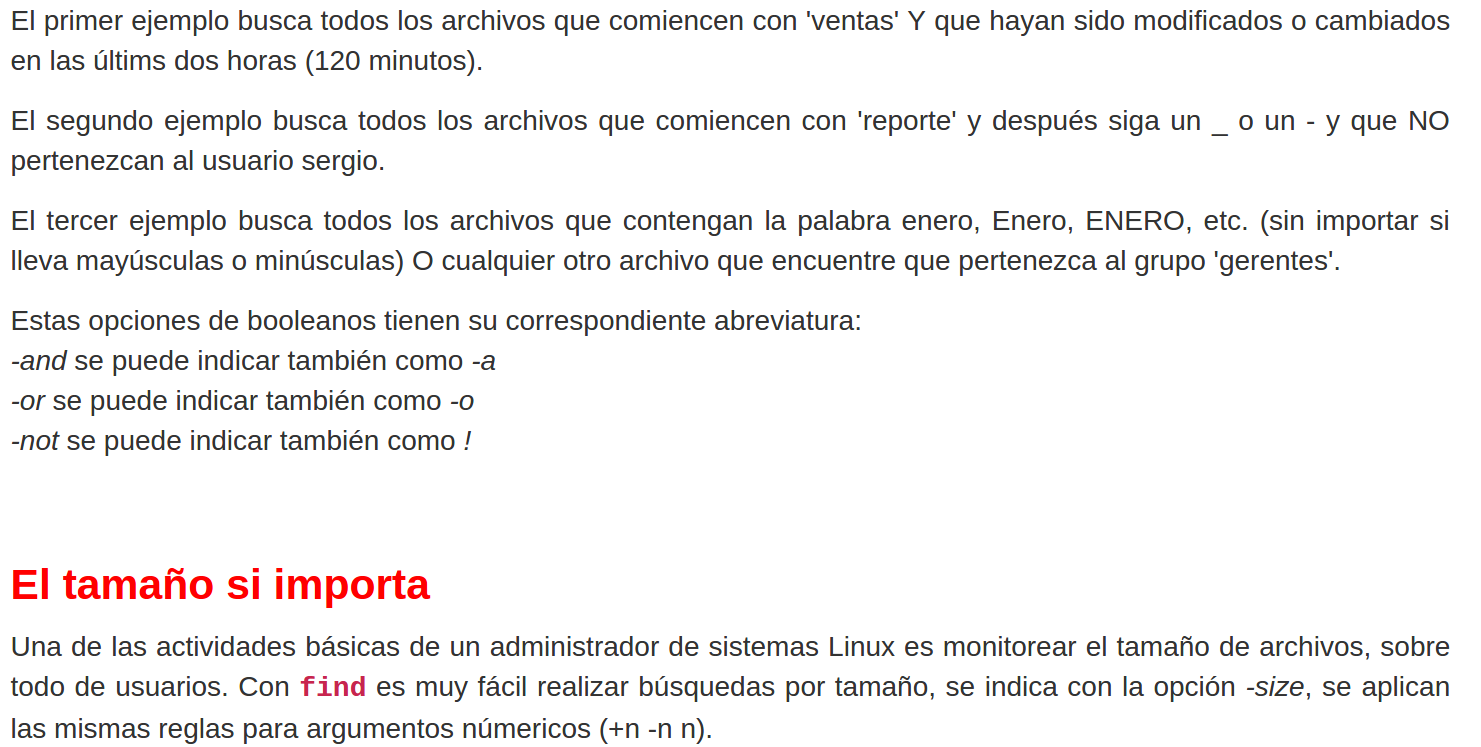 El primer ejemplo busca todos los archivos que comiencen con 'ventas' Y que hayan sido modificados o cambiados
en las últims dos horas (120 minutos).
El segundo ejemplo busca todos los archivos que comiencen con 'reporte' y después siga un _ o un - y que NO
pertenezcan al usuario sergio.
El tercer ejemplo busca todos los archivos que contengan la palabra enero, Enero, ENERO, etc. (sin importar si
lleva mayúsculas o minúsculas) O cualquier otro archivo que encuentre que pertenezca al grupo 'gerentes'.
Estas opciones de booleanos tienen su correspondiente abreviatura:
-and se puede indicar también como -a
-or se puede indicar también como -o
-not se puede indicar también como !
El tamaño si importa
Una de las actividades básicas de un administrador de sistemas Linux es monitorear el tamaño de archivos, sobre
todo de usuarios. Con find es muy fácil realizar búsquedas por tamaño, se indica con la opción -size, se aplican
las mismas reglas para argumentos númericos (+n -n n).